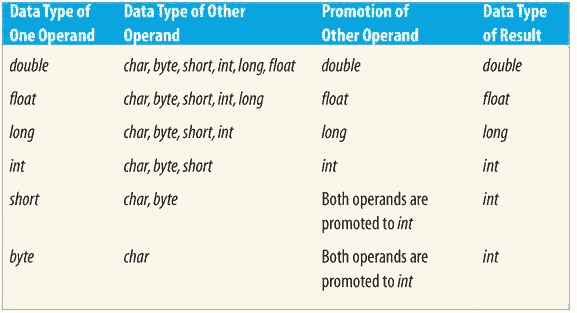 Data Type of One Operand Data Type of Other Operand Promotion of Other Operand Data Type of Result
double char, byte, short, int, long, float double double
float char, byte, short, int, long float float
long char, byte, short, int long long
int char, byte, short int int
short char, byte Both operands are promoted to int int
byte char Both operands are promoted to int int